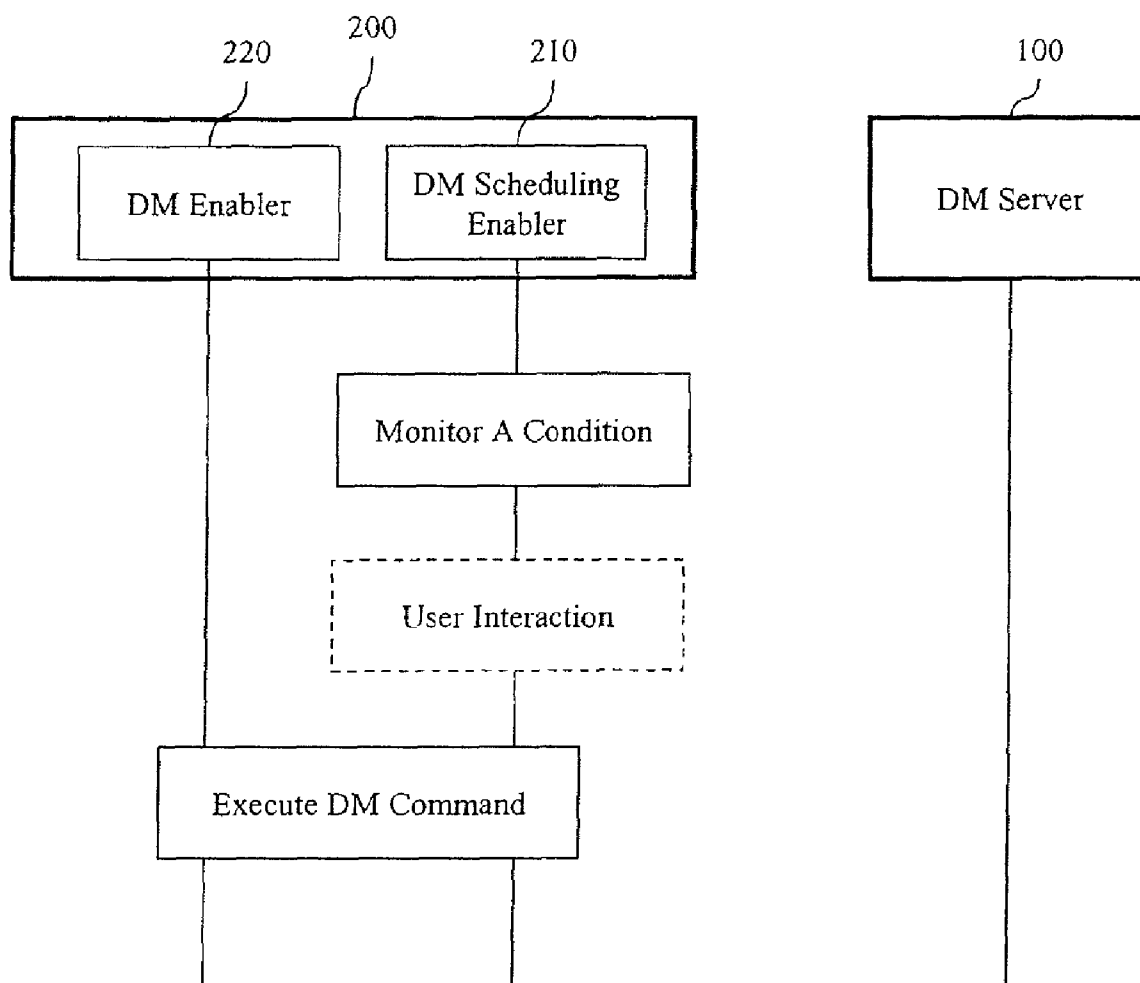 200
220
210
100
DM Enabler
DM Scheduling
Enabler
DM Server
Monitor A Condition
User Interaction
Execute DM Command